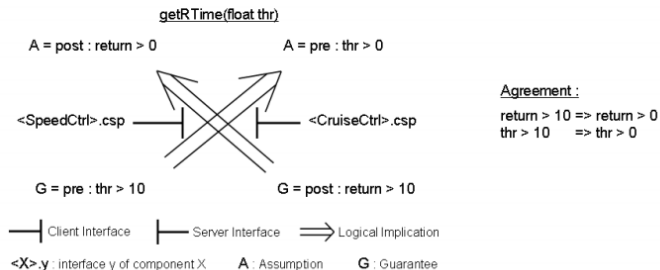 getRTime(float thr)
A = post : return > 0
A = pre : thr > 0
Agreement :
return > 10 => return > 0
thr > 10 => thr > 0
<SpeedCtrl>.csp
<CruiseCtrl>.csp
G = pre : thr > 10
G = post : return > 10
Client Interface
Server Interface
Logical Implication
<X>.y : interface y of component X
A : Assumption
G : Guarantee